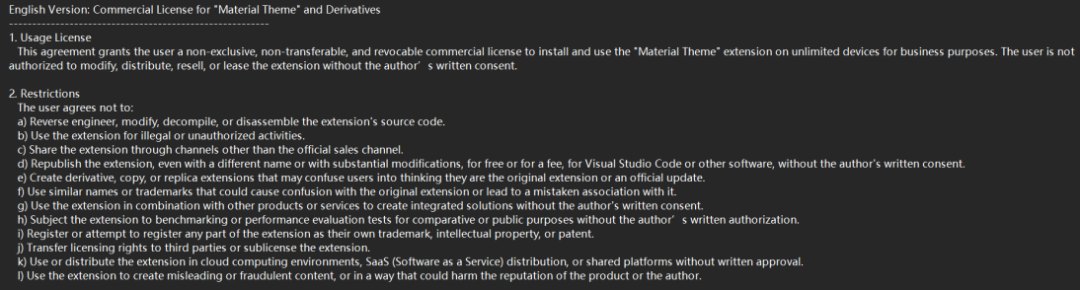 English Version: Commercial License for "Material Theme" and Derivatives
----------------------------------------------------
1. Usage License
This agreement grants the user a non-exclusive, non-transferable, and revocable commercial license to install and use the "Material Theme" extension on unlimited devices for business purposes. The user is not
authorized to modify, distribute, resell, or lease the extension without the author’s written consent.
2. Restrictions
The user agrees not to:
a) Reverse engineer, modify, decompile, or disassemble the extension's source code.
b) Use the extension for illegal or unauthorized activities.
c) Share the extension through channels other than the official sales channel.
d) Republish the extension, even with a different name or with substantial modifications, for free or for a fee, for Visual Studio Code or other software, without the author's written consent.
e) Create derivative, copy, or replica extensions that may confuse users into thinking they are the original extension or an official update.
f) Use similar names or trademarks that could cause confusion with the original extension or lead to a mistaken association with it.
g) Use the extension in combination with other products or services to create integrated solutions without the author's written consent.
h) Subject the extension to benchmarking or performance evaluation tests for comparative or public purposes without the author’s written authorization.
i) Register or attempt to register any part of the extension as their own trademark, intellectual property, or patent.
j) Transfer licensing rights to third parties or sublicense the extension.
k) Use or distribute the extension in cloud computing environments, SaaS (Software as a Service) distribution, or shared platforms without written approval.
l) Use the extension to create misleading or fraudulent content, or in a way that could harm the reputation of the product or the author.